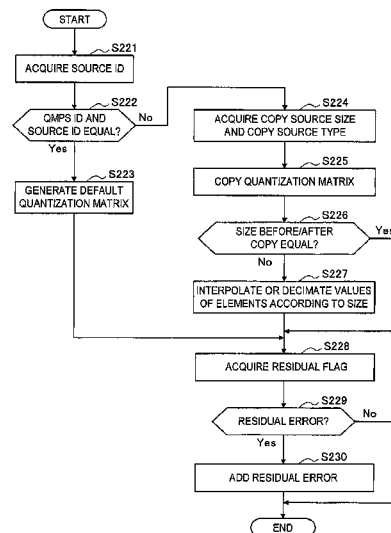 START
S221
ACQUIRE SOURCE ID
S222
QMPS ID AND
SOURCE ID EQUAL?
No
Yes
S223
GENERATE DEFAULT
QUANTIZATION MATRIX
S224
ACQUIRE COPY SOURCE SIZE
AND COPY SOURCE TYPE
S225
COPY QUANTIZATION MATRIX
S226
SIZE BEFORE/AFTER
COPY EQUAL?
Yes
No
S227
INTERPOLATE OR DECIMATE VALUES
OF ELEMENTS ACCORDING TO SIZE
S228
ACQUIRE RESIDUAL FLAG
S229
RESIDUAL ERROR?
No
Yes
S230
ADD RESIDUAL ERROR
END